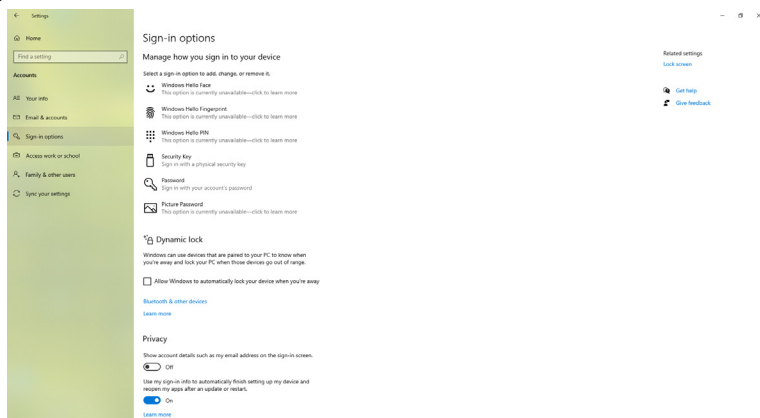 Settings
Home
Find a setting
Accounts
Your info
Email & accounts
Sign-in options
Access work or school
Family & other users
Sync your settings
Sign-in options
Manage how you sign in to your device
Select a sign-in option to add, change, or remove it.
Windows Hello Face
This option is currently unavailable—click to learn more
Windows Hello Fingerprint
This option is currently unavailable—click to learn more
Windows Hello PIN
This option is currently unavailable—click to learn more
Security Key
Sign in with a physical security key
Password
Sign in with your account's password
Picture Password
This option is currently unavailable—click to learn more
Dynamic lock
Windows can use devices that are paired to your PC to know when
you're away and lock your PC when those devices go out of range.
Allow Windows to automatically lock your device when you're away
Bluetooth & other devices
Learn more
Privacy
Show account details such as my email address on the sign-in screen.
Off
Use my sign-in info to automatically finish setting up my device and
reopen my apps after an update or restart.
On
Learn more
Related settings
Lock screen
Get help
Give feedback